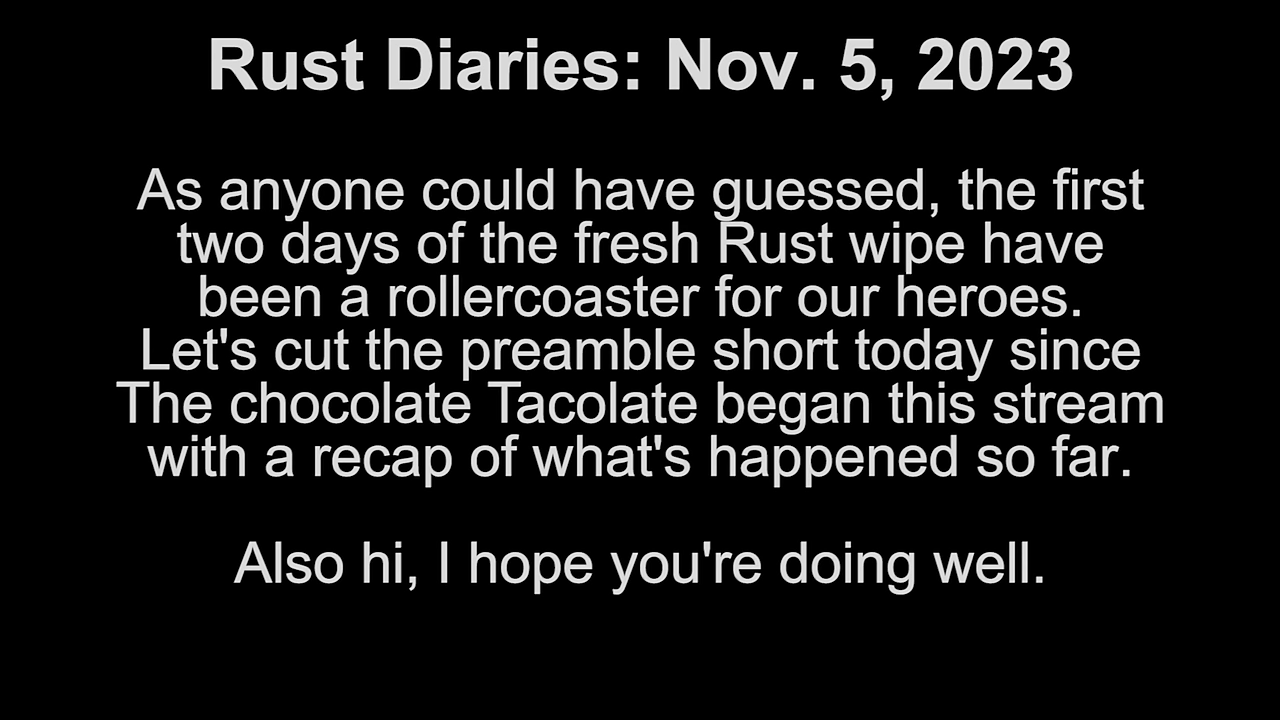 Rust Diaries: Nov. 5, 2023
As anyone could have guessed, the first
two days of the fresh Rust wipe have
been a rollercoaster for our heroes.
Let's cut the preamble short today since
The chocolate Tacolate began this stream
with a recap of what's happened so far.
Also hi, I hope you're doing well.